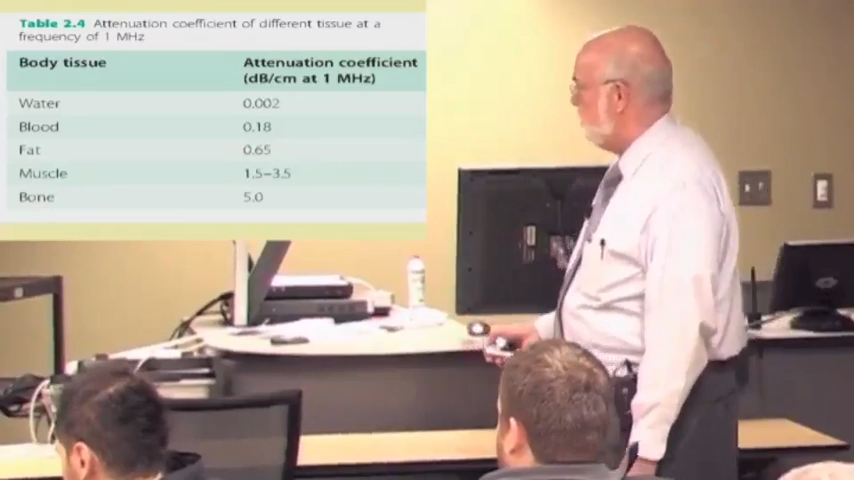 Table 2.4 Attenuation coefficient of different tissue at a
frequency of 1 MHz
Body tissue Attenuation coefficient
(dB/cm at 1 MHz)
Water 0.002
Blood 0.18
Fat 0.65
Muscle 1.5–3.5
Bone 5.0